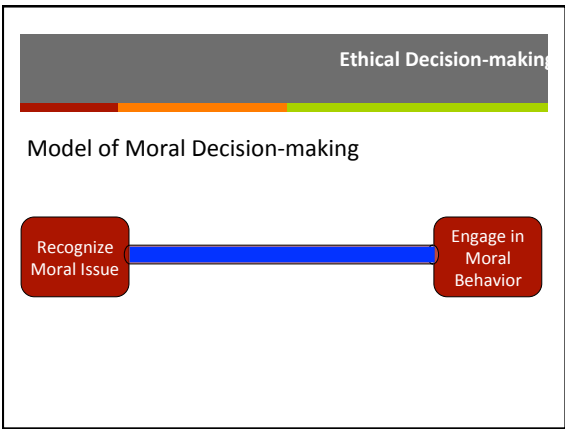 Ethical Decision-making
Model of Moral Decision-making
Recognize
Moral Issue
Engage in
Moral
Behavior